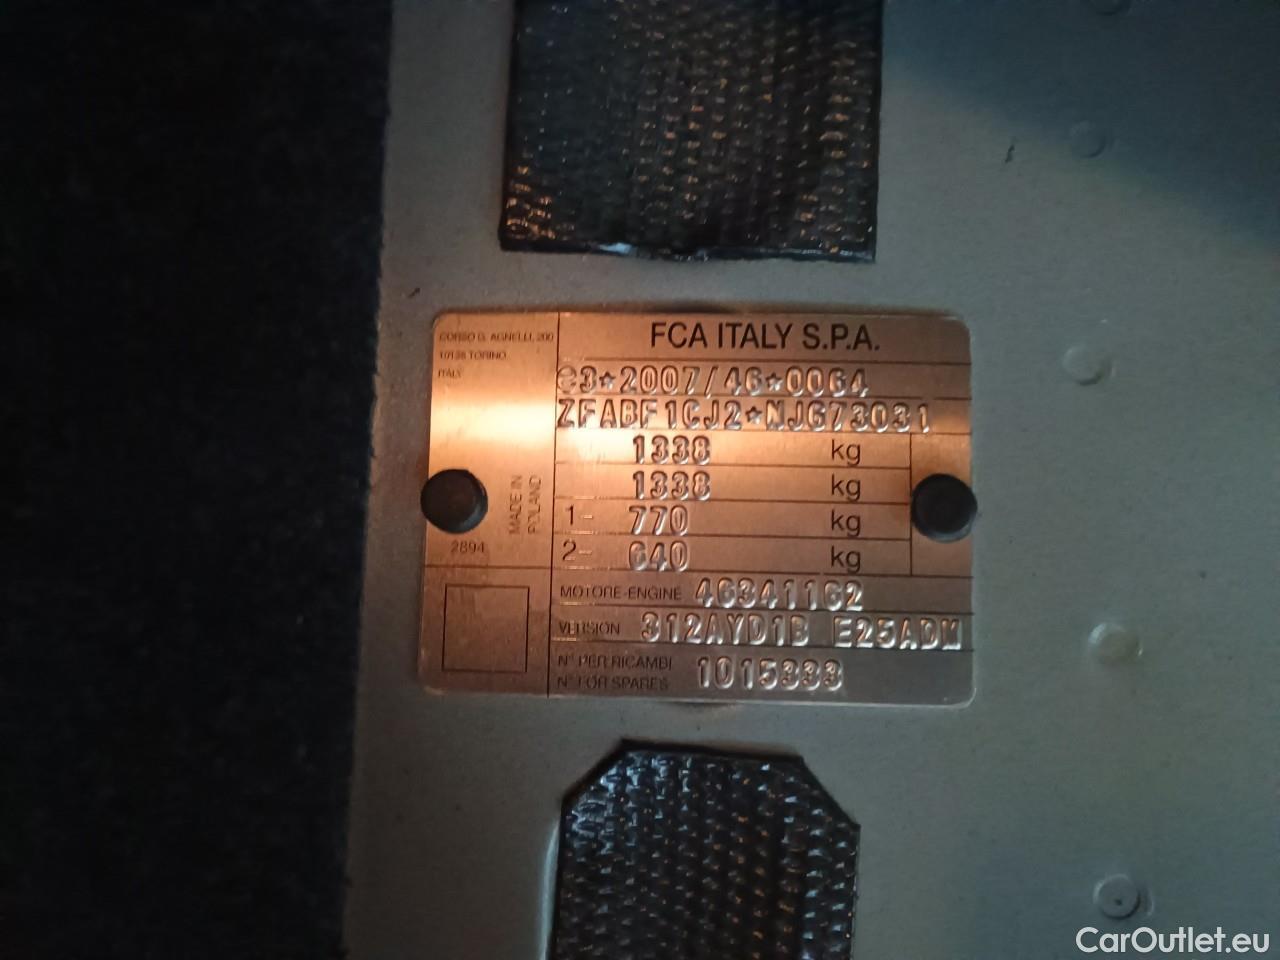 CORSO G. AGNELLI, 200
10135 TORINO
ITALY
MADE IN
POLAND
2894
FCA ITALY S.P.A.
e3*2007/46*0064
ZFABF1CJ2*NJ673031
1338 kg
1338 kg
1- 770 kg
2- 640 kg
MOTORE-ENGINE 46341162
VERSION 312AYD1B E25ADM
N° PER RICAMBI
N° FOR SPARES 1015333
CarOutlet.eu